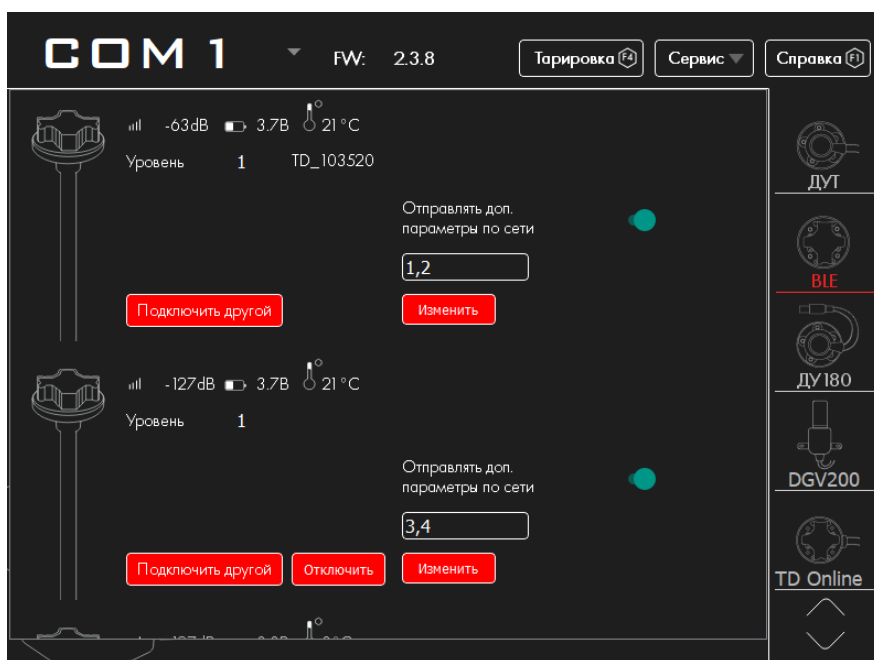 COM 1 FW: 2.3.8 Тарировка F4 Сервис Справка F1
-63dB 3.7В 21°C
Уровень 1 TD_103520
Отправлять доп.
параметры по сети
1,2
Подключить другой Изменить
-127dB 3.7В 21°C
Уровень 1
Отправлять доп.
параметры по сети
3,4
Подключить другой Отключить Изменить
ДУТ
BLE
ДУ180
DGV200
TD Online